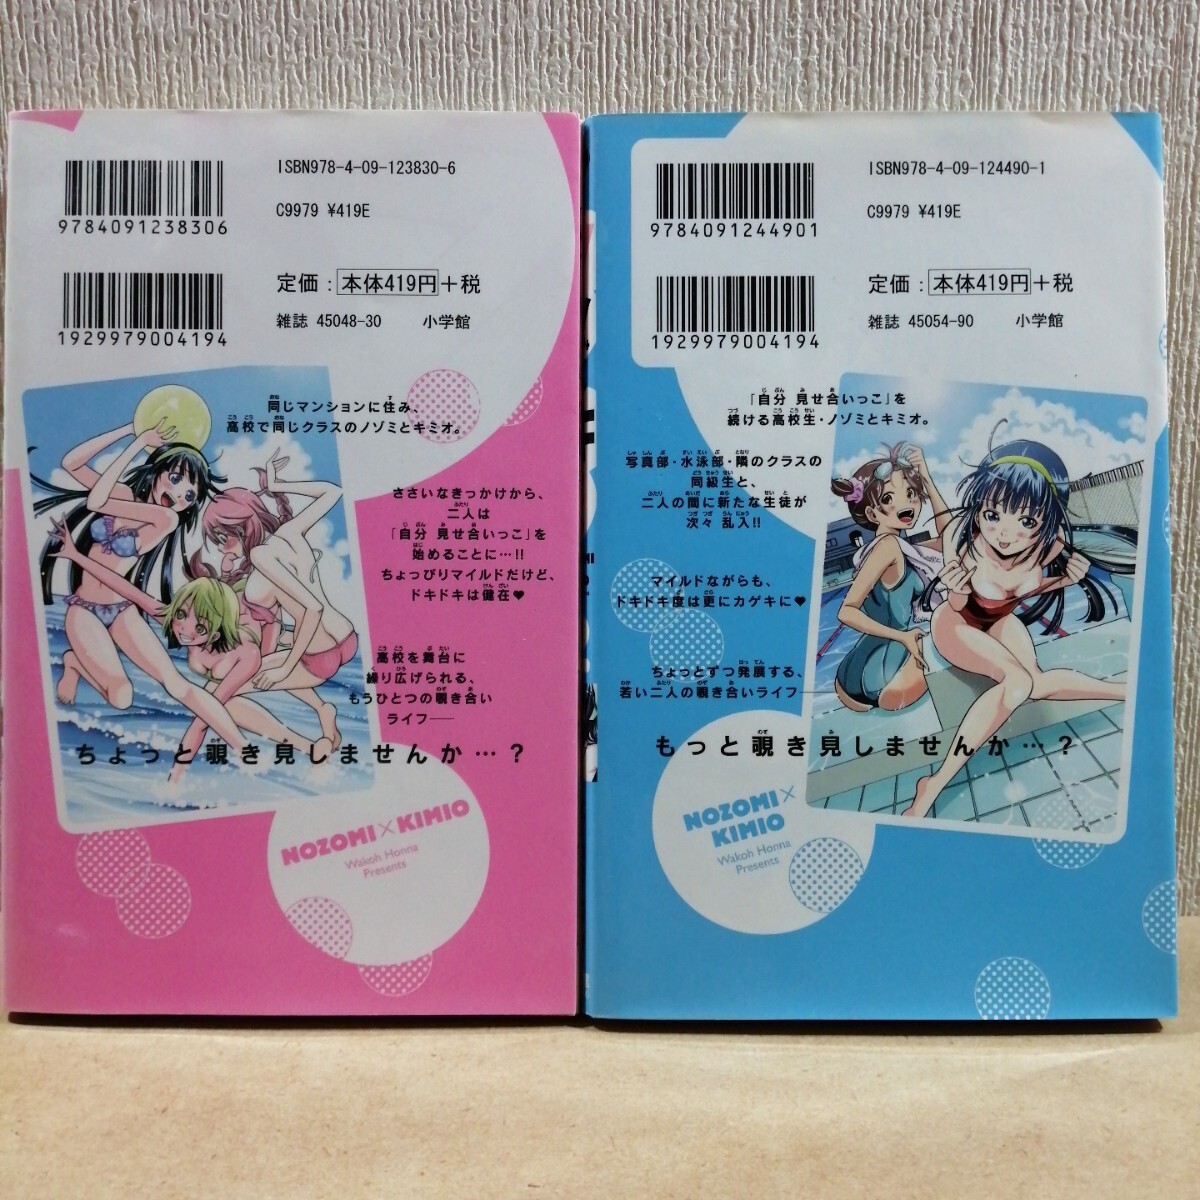 ISBN978-4-09-123830-6
C9979 ¥419E
9784091238306
定価：本体419円＋税
雑誌 45048-30 小学館
1929979004194
同じマンションに住み、
高校で同じクラスのノゾミとキミオ。
ささいなきっかけから、
二人は
「自分 見せ合いっこ」を
始めることに…!!
ちょっぴりマイルドだけど、
ドキドキは健在♥
高校を舞台に
繰り広げられる、
もうひとつの覗き合い
ライフ──
ちょっと覗き見しませんか…？
NOZOMI×KIMIO
Wakoh Honna
Presents
ISBN978-4-09-124490-1
C9979 ¥419E
9784091244901
定価：本体419円＋税
雑誌 45054-90 小学館
1929979004194
「自分 見せ合いっこ」を
続ける高校生・ノゾミとキミオ。
写真部・水泳部・隣のクラスの
同級生と、
二人の間に新たな生徒が
次々 乱入!!
マイルドながらも、
ドキドキ度は更にカゲキに♥
ちょっとずつ発展する、
若い二人の覗き合いライフ──
もっと覗き見しませんか…？
NOZOMI×
KIMIO
Wakoh Honna
Presents